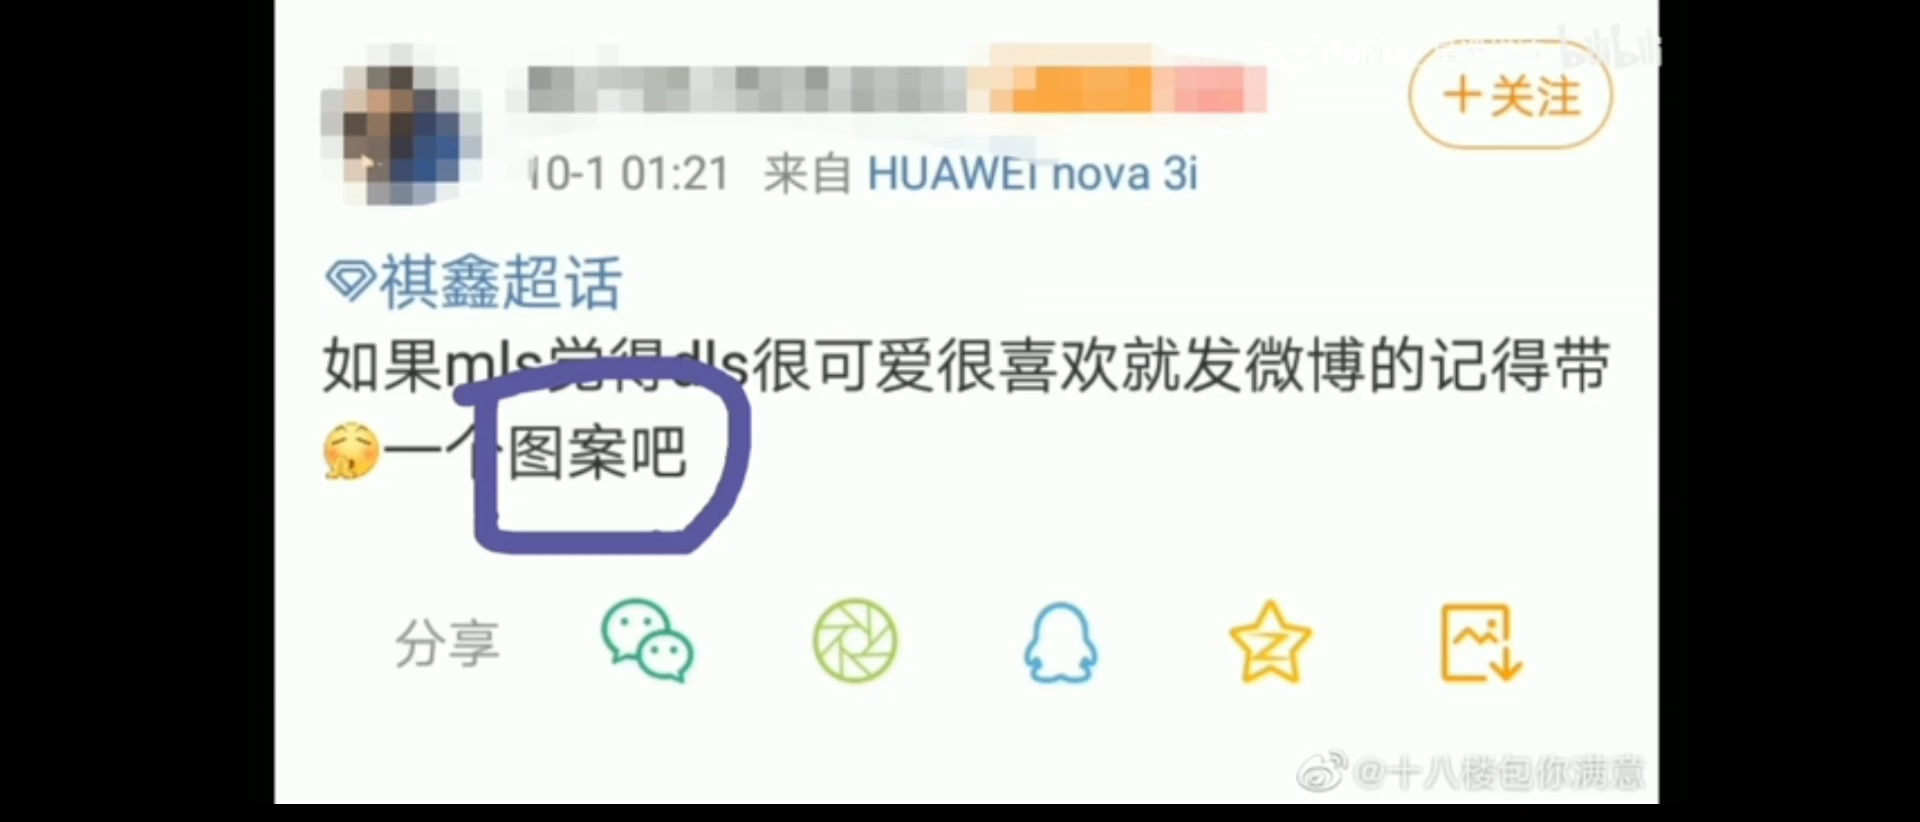 bilibili
+关注
10-1 01:21 来自 HUAWEI nova 3i
祺鑫超话
如果mls觉得dls很可爱很喜欢就发微博的记得带
一个图案吧
分享
@十八楼包你满意